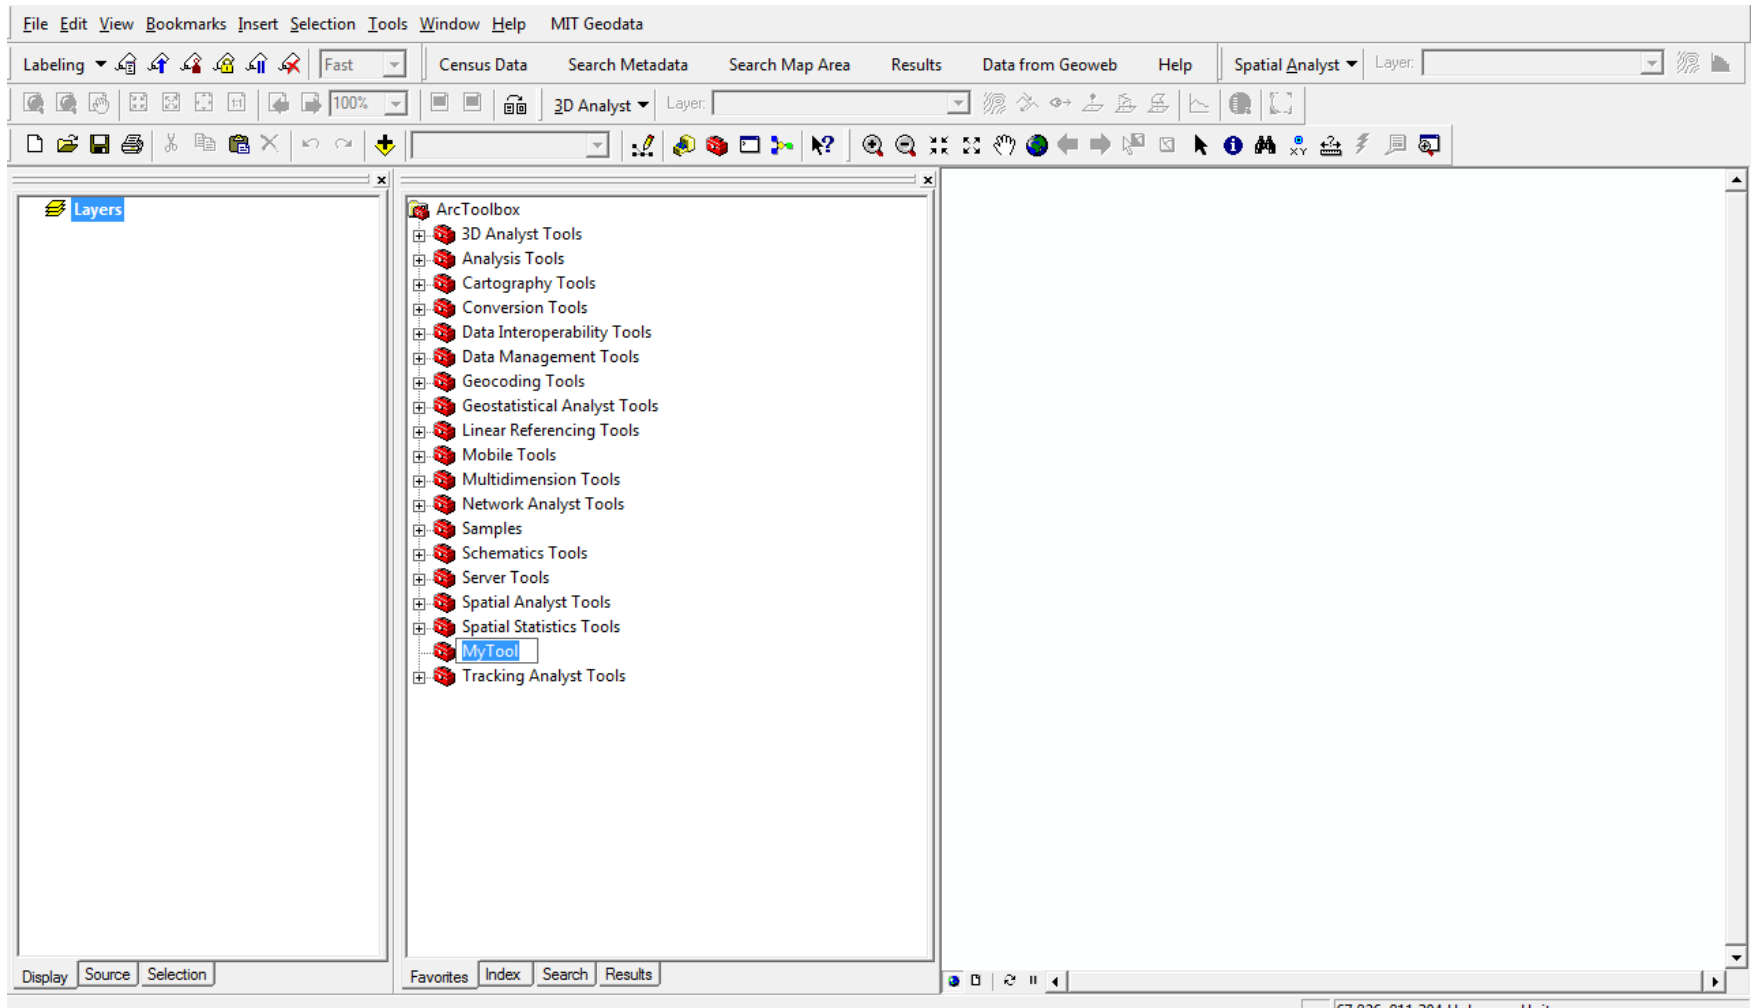 File Edit View Bookmarks Insert Selection Tools Window Help MIT Geodata
Labeling Fast Census Data Search Metadata Search Map Area Results Data from Geoweb Help Spatial Analyst Layer:
1:1 100% 3D Analyst Layer:
XY
Layers
ArcToolbox
3D Analyst Tools
Analysis Tools
Cartography Tools
Conversion Tools
Data Interoperability Tools
Data Management Tools
Geocoding Tools
Geostatistical Analyst Tools
Linear Referencing Tools
Mobile Tools
Multidimension Tools
Network Analyst Tools
Samples
Schematics Tools
Server Tools
Spatial Analyst Tools
Spatial Statistics Tools
MyTool
Tracking Analyst Tools
Display Source Selection
Favorites Index Search Results